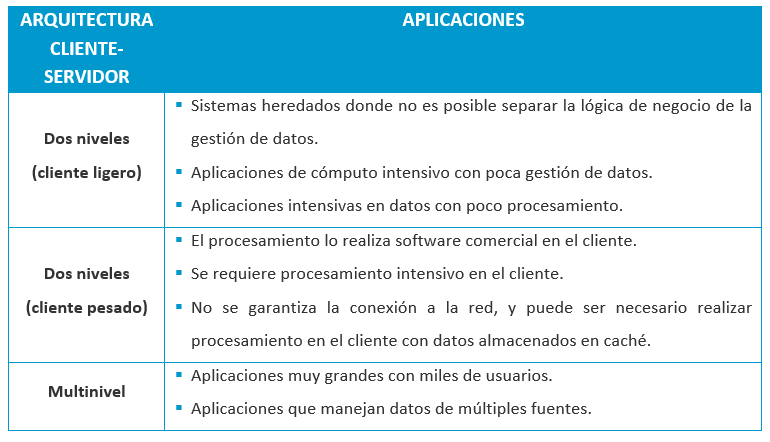 ARQUITECTURA
CLIENTE-
SERVIDOR
APLICACIONES
Dos niveles
(cliente ligero)
▪ Sistemas heredados donde no es posible separar la lógica de negocio de la
gestión de datos.
▪ Aplicaciones de cómputo intensivo con poca gestión de datos.
▪ Aplicaciones intensivas en datos con poco procesamiento.
Dos niveles
(cliente pesado)
▪ El procesamiento lo realiza software comercial en el cliente.
▪ Se requiere procesamiento intensivo en el cliente.
▪ No se garantiza la conexión a la red, y puede ser necesario realizar
procesamiento en el cliente con datos almacenados en caché.
Multinivel
▪ Aplicaciones muy grandes con miles de usuarios.
▪ Aplicaciones que manejan datos de múltiples fuentes.